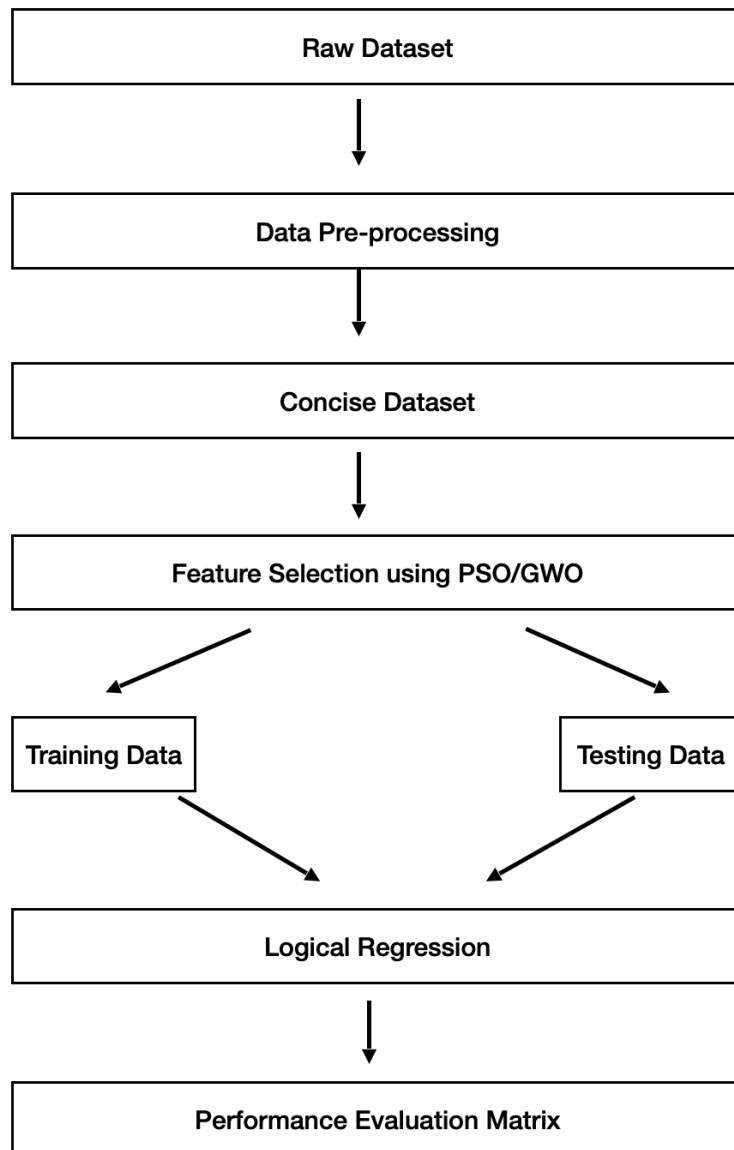 Raw Dataset
Data Pre-processing
Concise Dataset
Feature Selection using PSO/GWO
Training Data
Testing Data
Logical Regression
Performance Evaluation Matrix